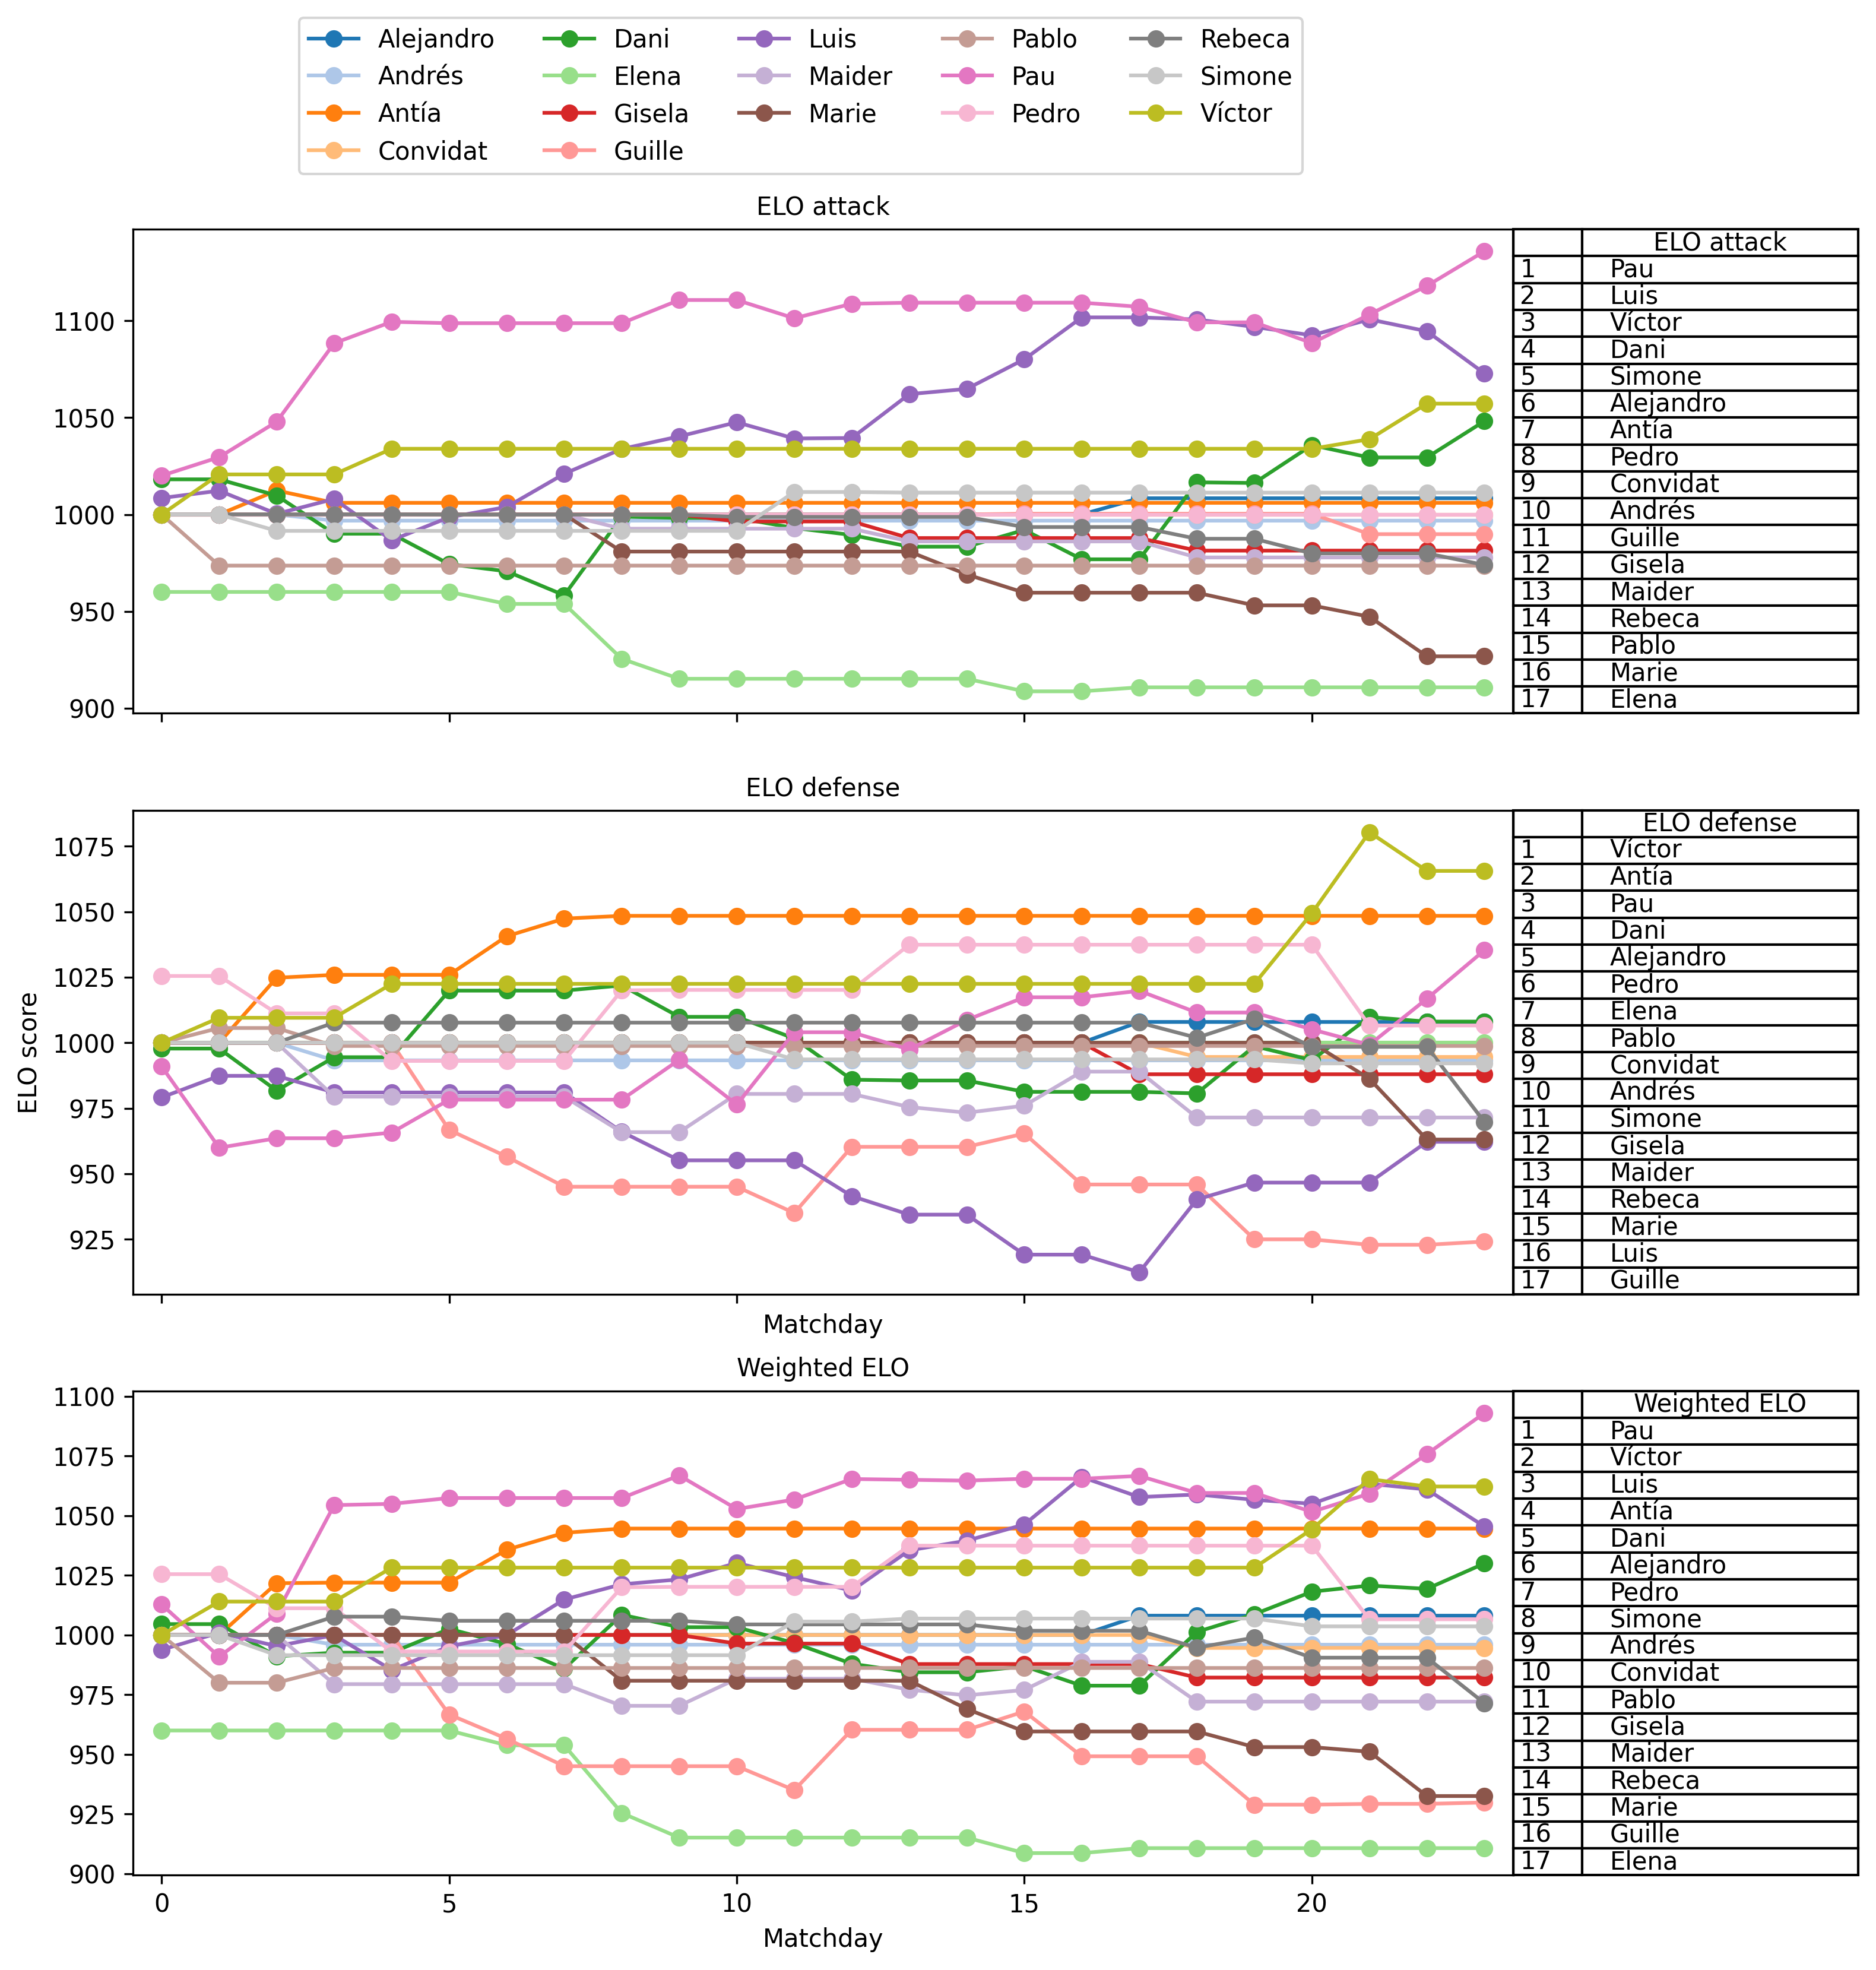 Alejandro Dani Luis Pablo Rebeca
Andrés Elena Maider Pau Simone
Antía Gisela Marie Pedro Víctor
Convidat Guille
ELO attack
1100
1050
1000
950
900
ELO attack
1 Pau
2 Luis
3 Víctor
4 Dani
5 Simone
6 Alejandro
7 Antía
8 Pedro
9 Convidat
10 Andrés
11 Guille
12 Gisela
13 Maider
14 Rebeca
15 Pablo
16 Marie
17 Elena
ELO defense
ELO score
1075
1050
1025
1000
975
950
925
Matchday
ELO defense
1 Víctor
2 Antía
3 Pau
4 Dani
5 Alejandro
6 Pedro
7 Elena
8 Pablo
9 Convidat
10 Andrés
11 Simone
12 Gisela
13 Maider
14 Rebeca
15 Marie
16 Luis
17 Guille
Weighted ELO
1100
1075
1050
1025
1000
975
950
925
900
0 5 10 15 20
Matchday
Weighted ELO
1 Pau
2 Víctor
3 Luis
4 Antía
5 Dani
6 Alejandro
7 Pedro
8 Simone
9 Andrés
10 Convidat
11 Pablo
12 Gisela
13 Maider
14 Rebeca
15 Marie
16 Guille
17 Elena